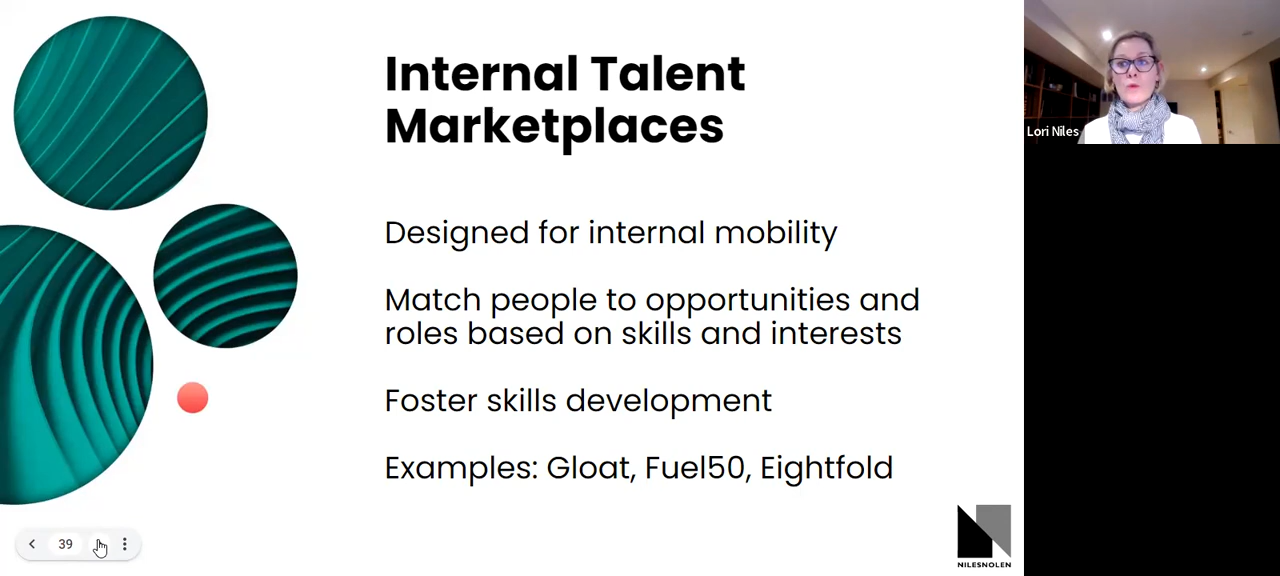 Internal Talent
Marketplaces
Designed for internal mobility
Match people to opportunities and
roles based on skills and interests
Foster skills development
Examples: Gloat, Fuel50, Eightfold
39
NILESNOLEN
Lori Niles